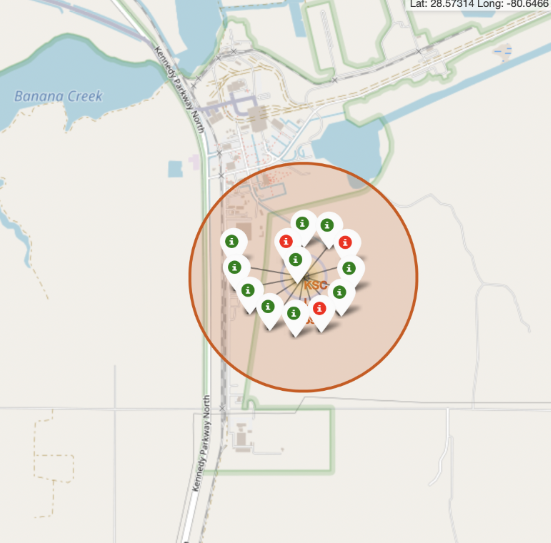 Lat: 28.57314 Long: -80.6466
Kennedy Parkway North
Banana Creek
KSC
Kennedy Parkway North